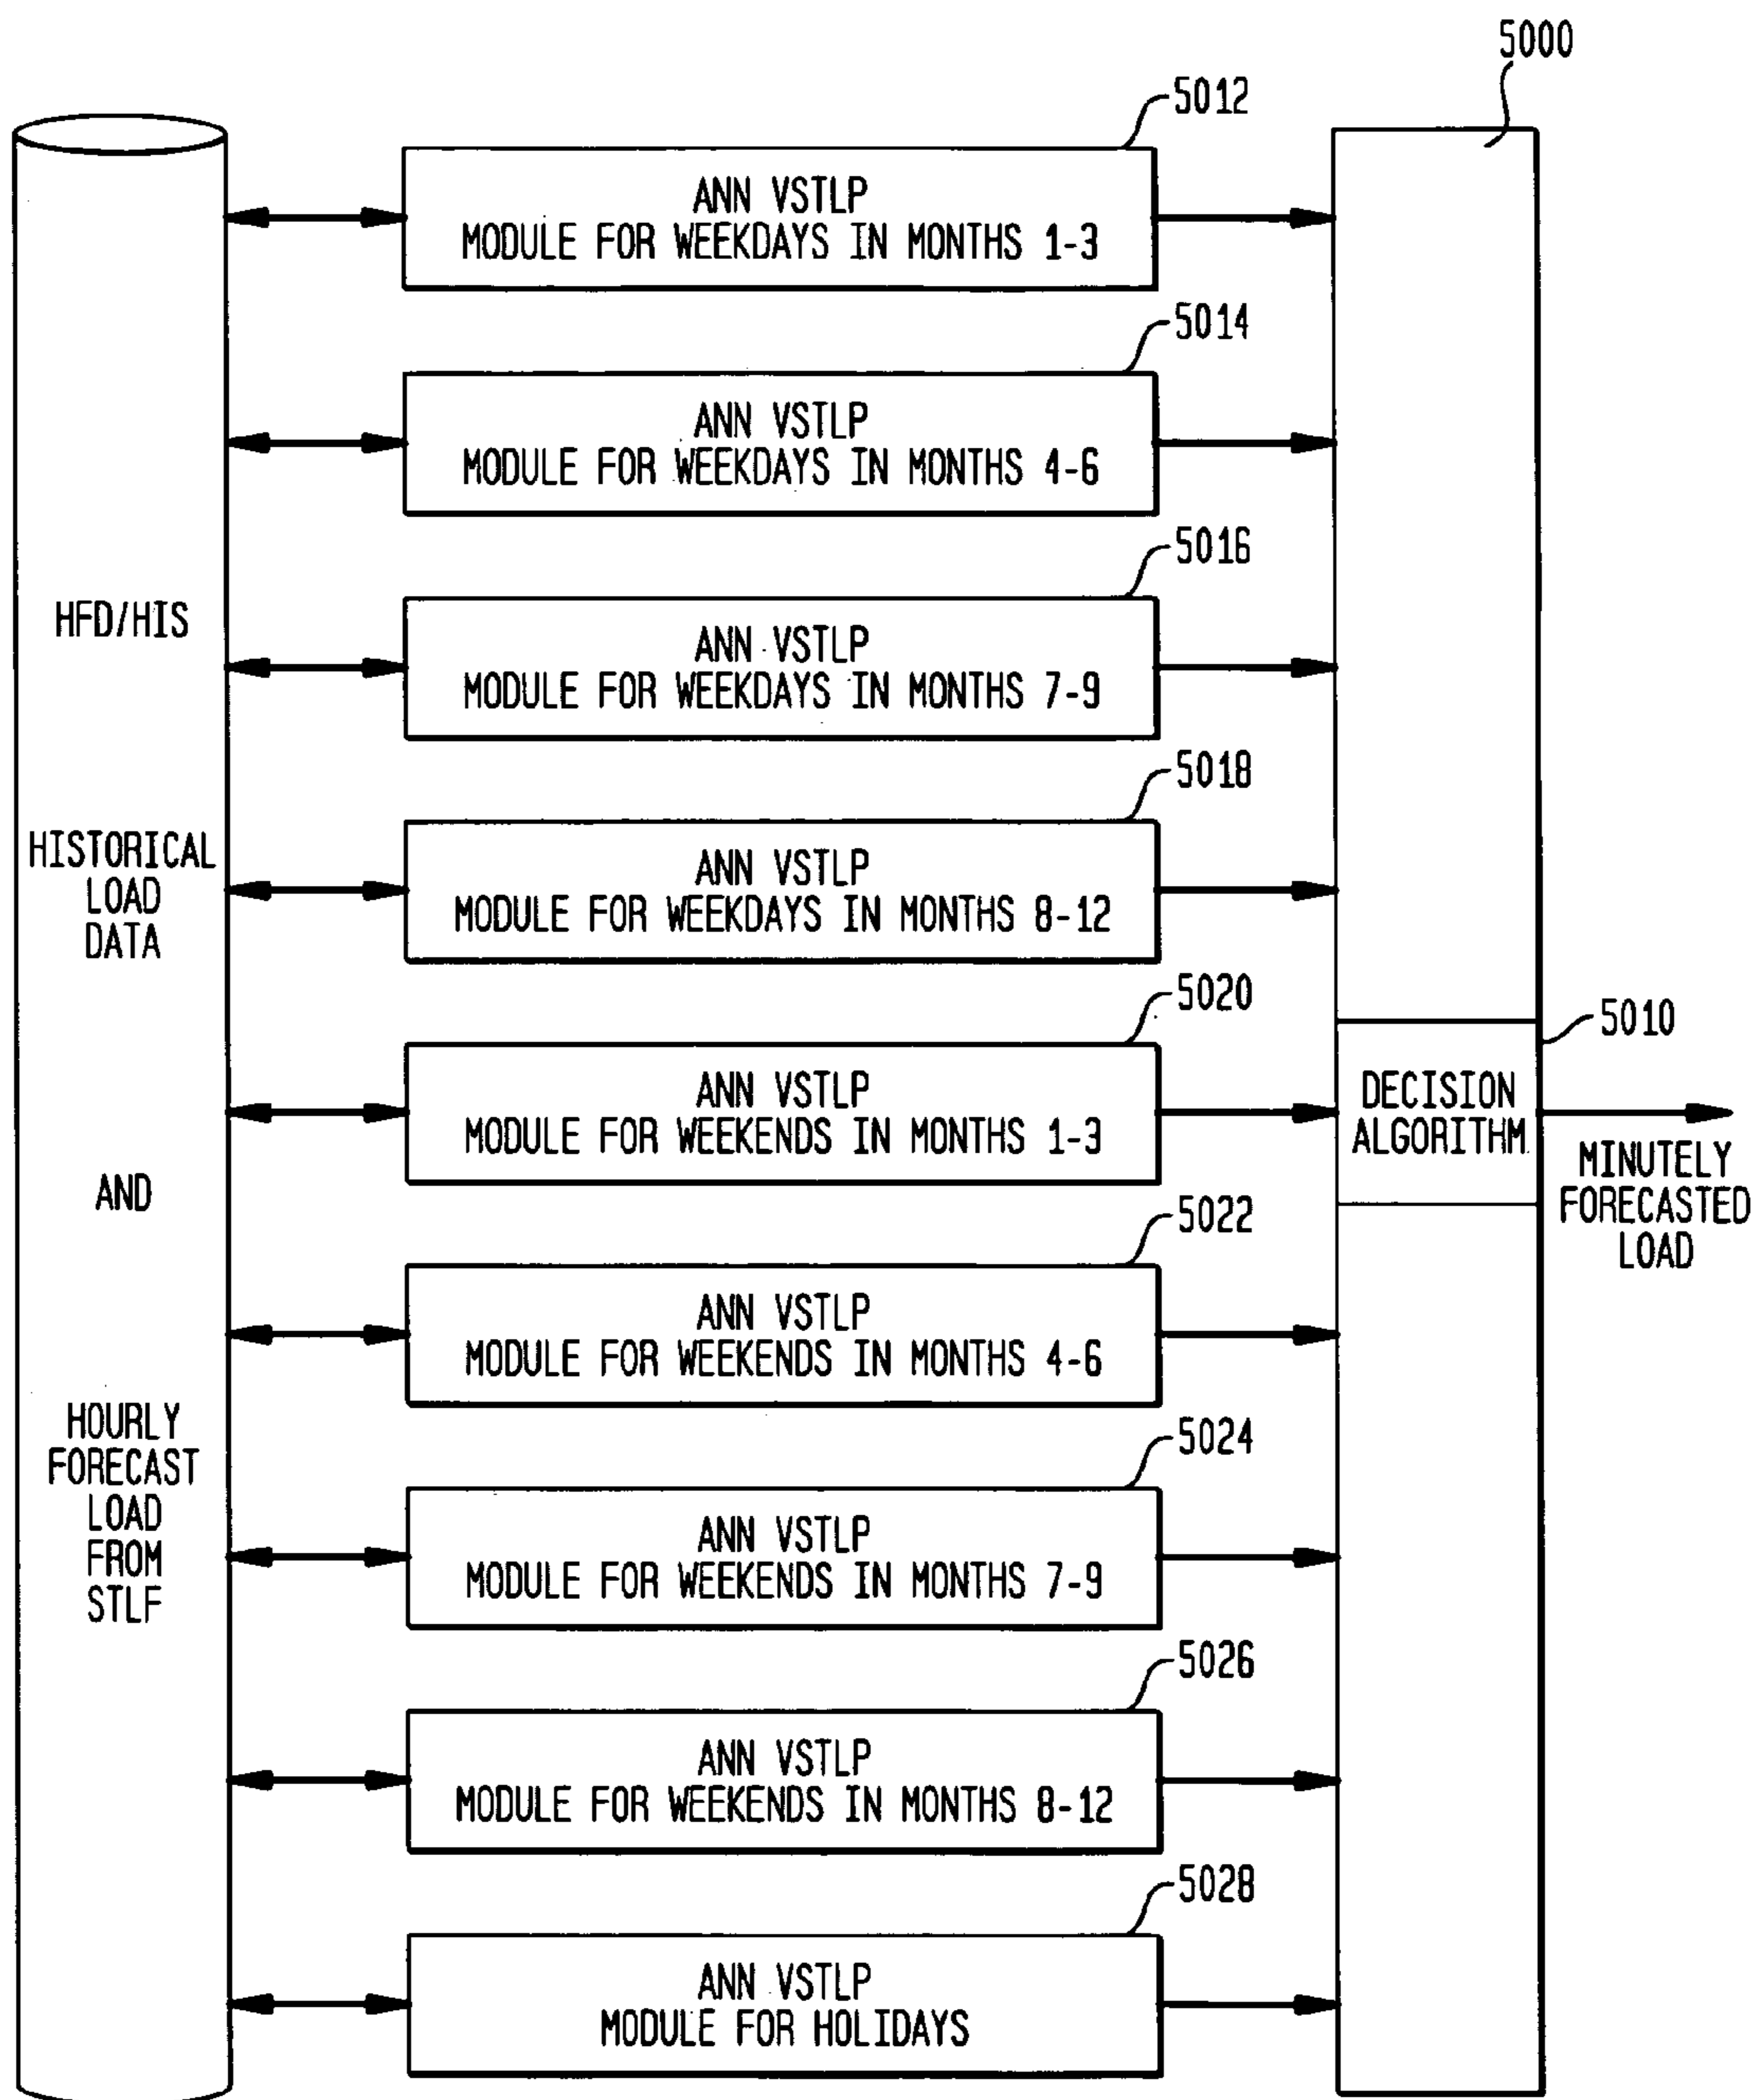 5000
5012
ANN VSTLP
MODULE FOR WEEKDAYS IN MONTHS 1-3
5014
ANN VSTLP
MODULE FOR WEEKDAYS IN MONTHS 4-6
5016
ANN VSTLP
MODULE FOR WEEKDAYS IN MONTHS 7-9
5018
ANN VSTLP
MODULE FOR WEEKDAYS IN MONTHS 8-12
5020
ANN VSTLP
MODULE FOR WEEKENDS IN MONTHS 1-3
5022
ANN VSTLP
MODULE FOR WEEKENDS IN MONTHS 4-6
5024
ANN VSTLP
MODULE FOR WEEKENDS IN MONTHS 7-9
5026
ANN VSTLP
MODULE FOR WEEKENDS IN MONTHS 8-12
5028
ANN VSTLP
MODULE FOR HOLIDAYS
HFD/HIS
HISTORICAL
LOAD
DATA
AND
HOURLY
FORECAST
LOAD
FROM
STLF
5010
DECISION
ALGORITHM
MINUTELY
FORECASTED
LOAD